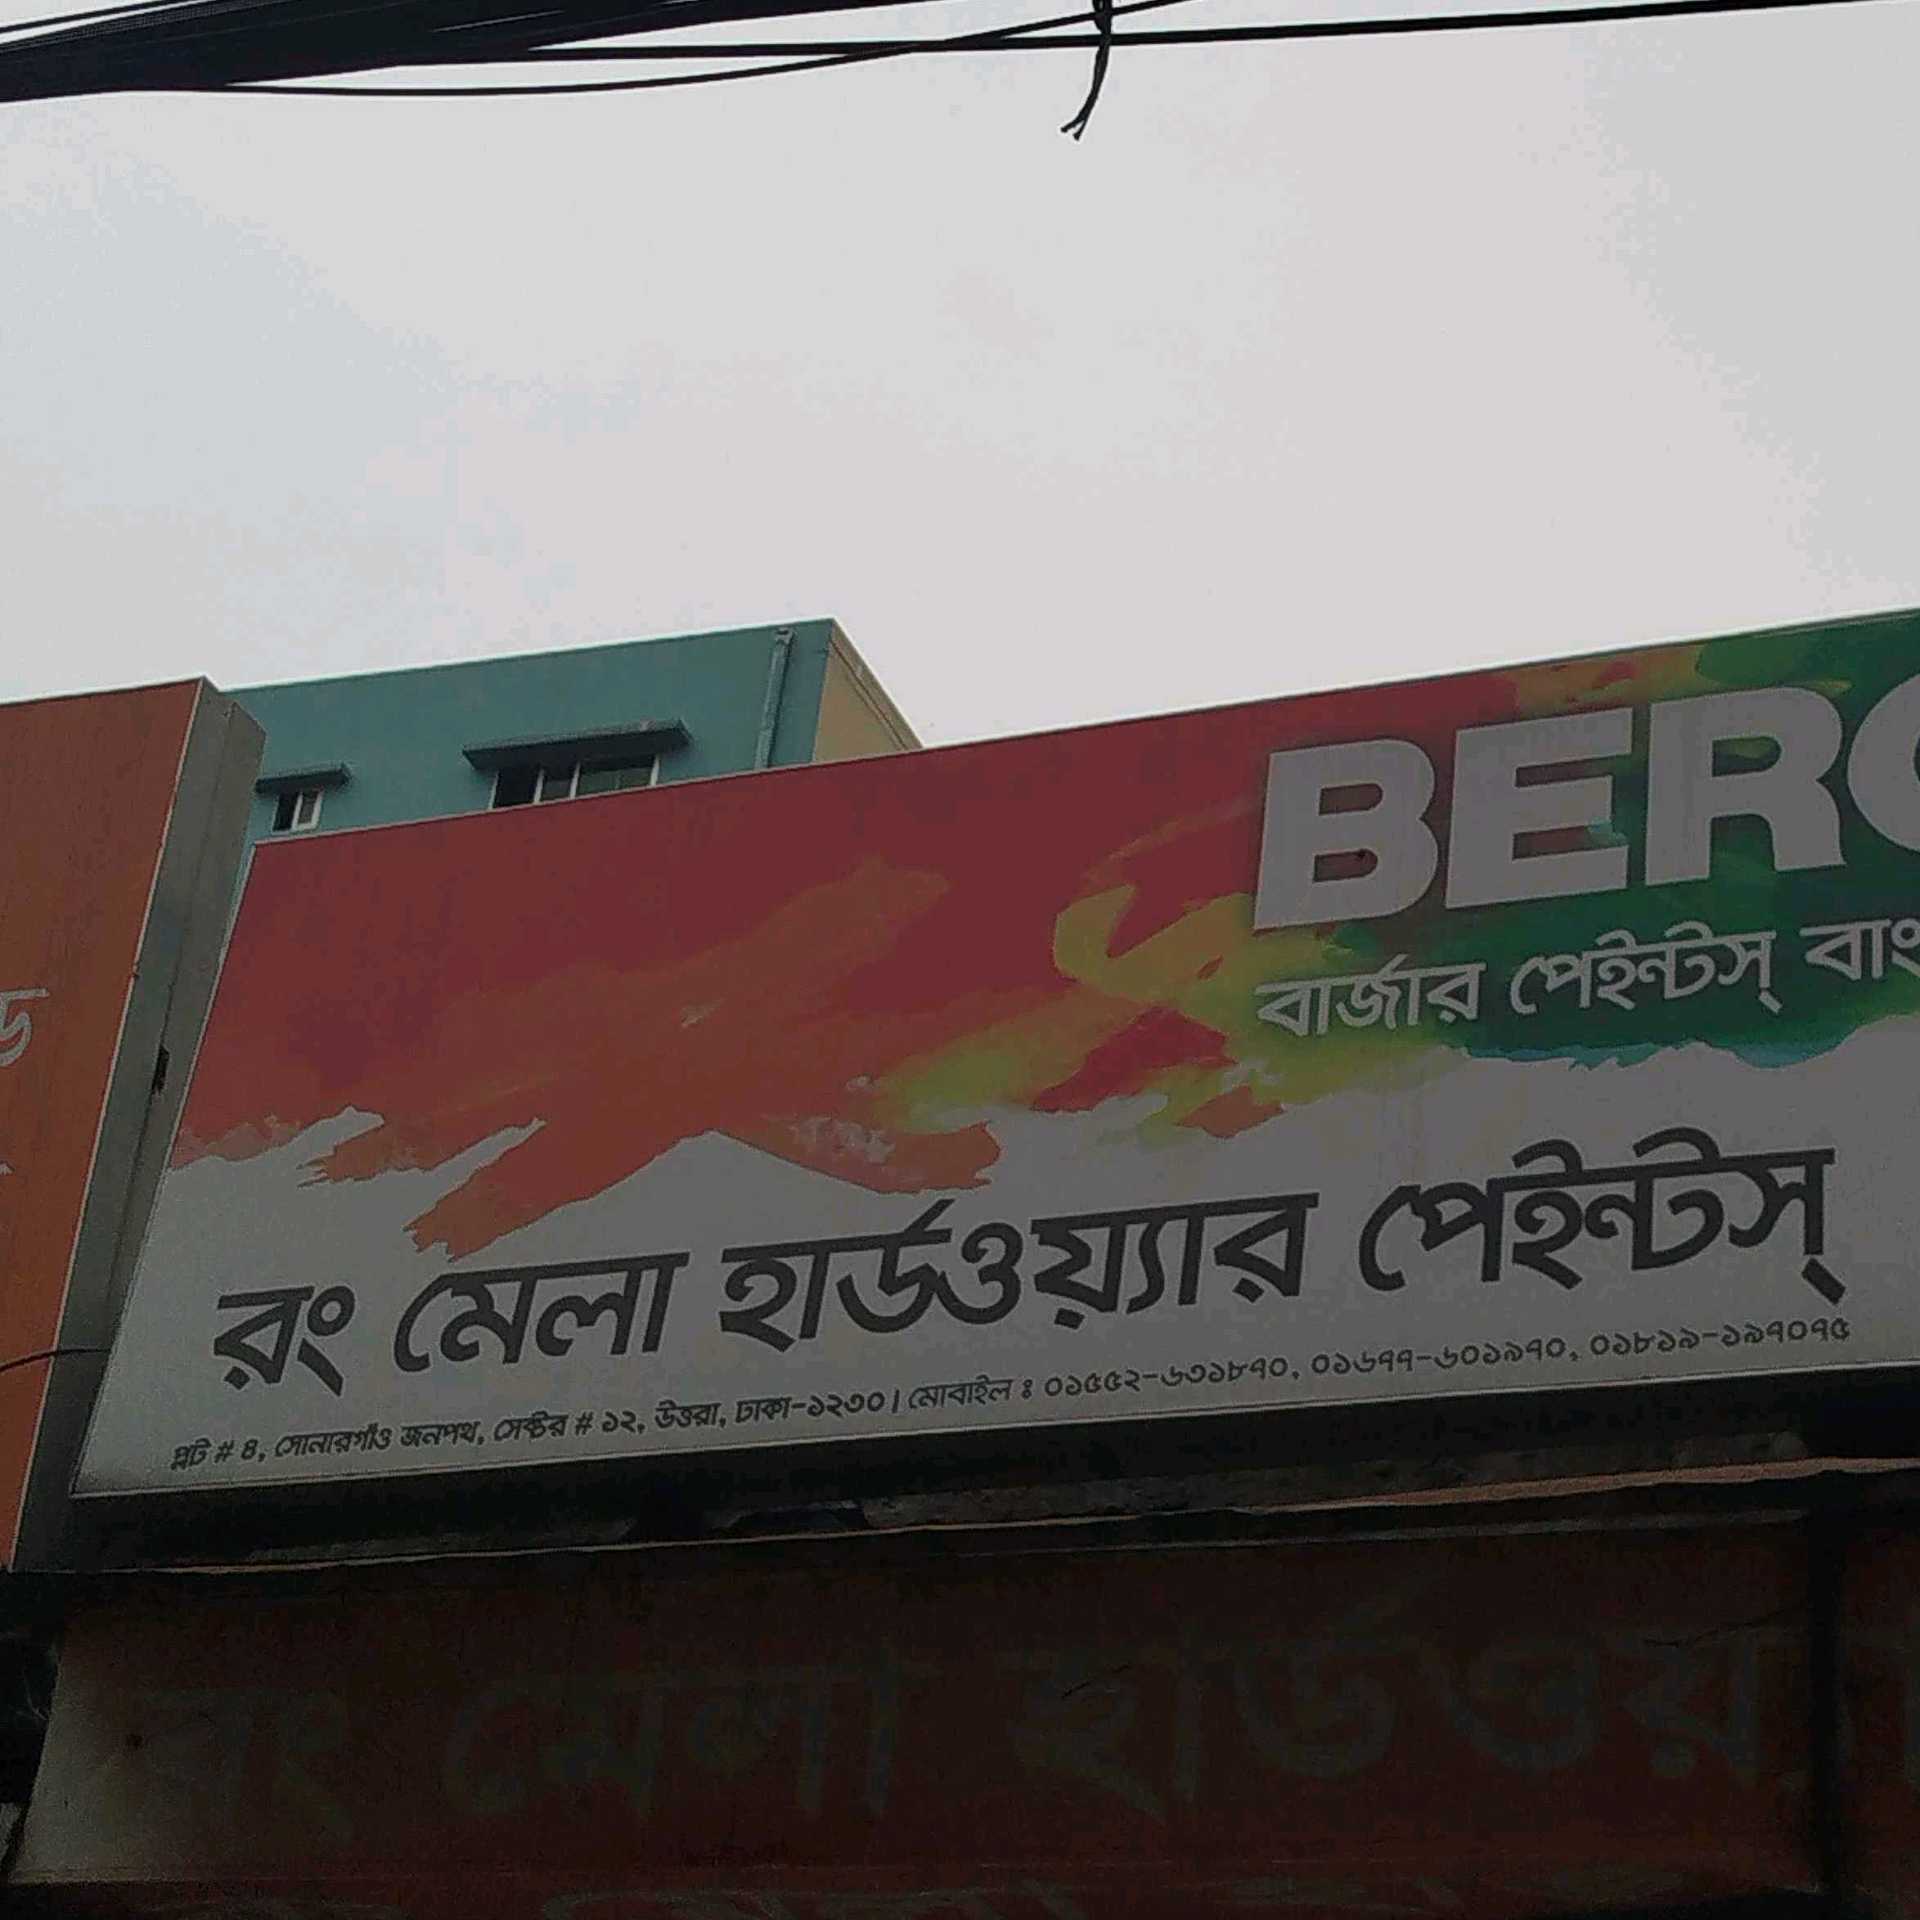 BERG
বার্জার পেইন্টস্ বাং
রং মেলা হার্ডওয়্যার পেইন্টস্
প্লট # ৪, সোনারগাঁও জনপথ, সেক্টর # ১২, উত্তরা, ঢাকা-১২৩০। মোবাইল ঃ ০১৫৫২-৬৩১৮৭০, ০১৬৭৭-৬০১৯৭০, ০১৮১৯-১৯৭০৭৫
রং মেলা হার্ডওয়্যা